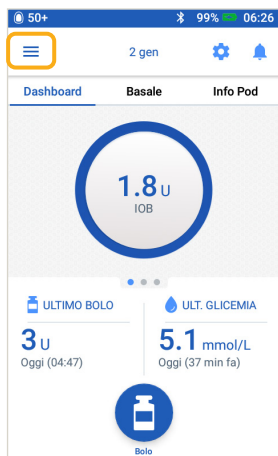 50+ 99% 06:26
2 gen
Dashboard Basale Info Pod
1.8 U
IOB
ULTIMO BOLO ULT. GLICEMIA
3 U 5.1 mmol/L
Oggi (04:47) Oggi (37 min fa)
Bolo